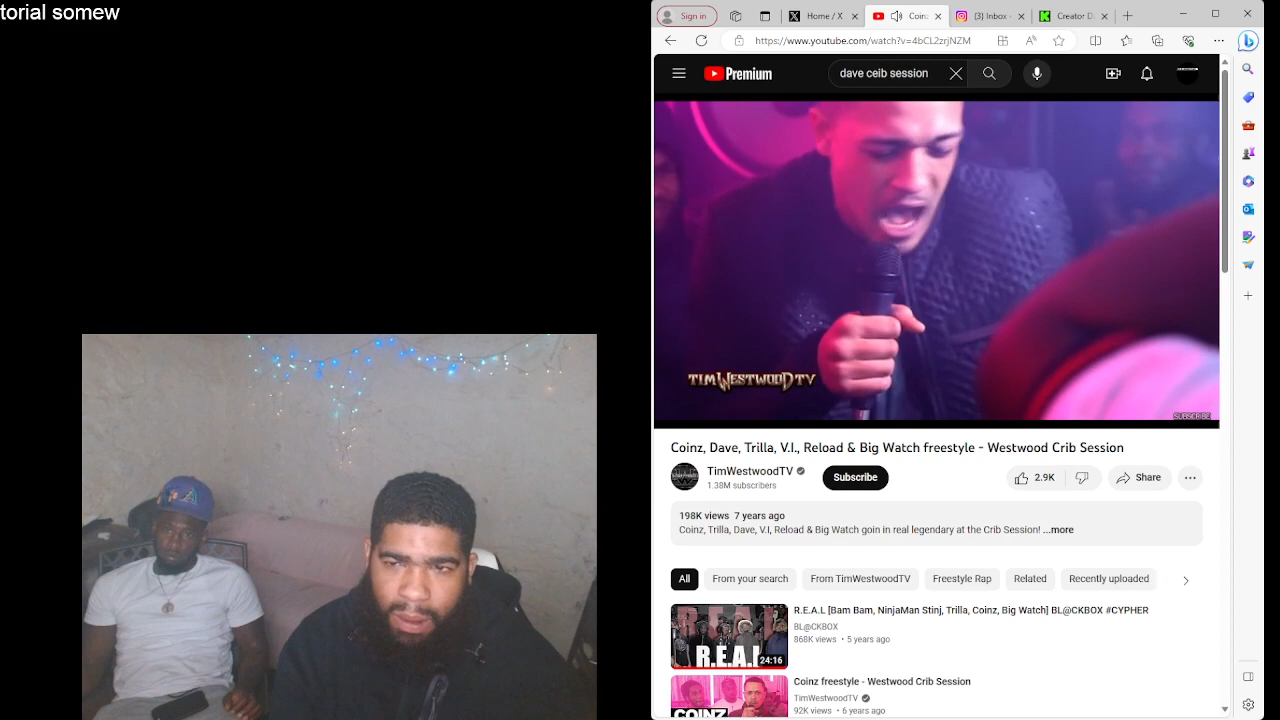 torial somew
Sign in
Home / X
Coinz
(3) Inbox
Creator D
https://www.youtube.com/watch?v=4bCL2zrjNZM
Premium
dave ceib session
TIMWESTWOODTV
SUBSCRIBE
Coinz, Dave, Trilla, V.I., Reload & Big Watch freestyle - Westwood Crib Session
TimWestwoodTV
1.38M subscribers
Subscribe
2.9K
Share
198K views 7 years ago
Coinz, Trilla, Dave, V.I, Reload & Big Watch goin in real legendary at the Crib Session! ...more
All
From your search
From TimWestwoodTV
Freestyle Rap
Related
Recently uploaded
R.E.A.L
24:16
R.E.A.L [Bam Bam, NinjaMan Stinj, Trilla, Coinz, Big Watch] BL@CKBOX #CYPHER
BL@CKBOX
868K views • 5 years ago
COINZ
Coinz freestyle - Westwood Crib Session
TimWestwoodTV
92K views • 6 years ago